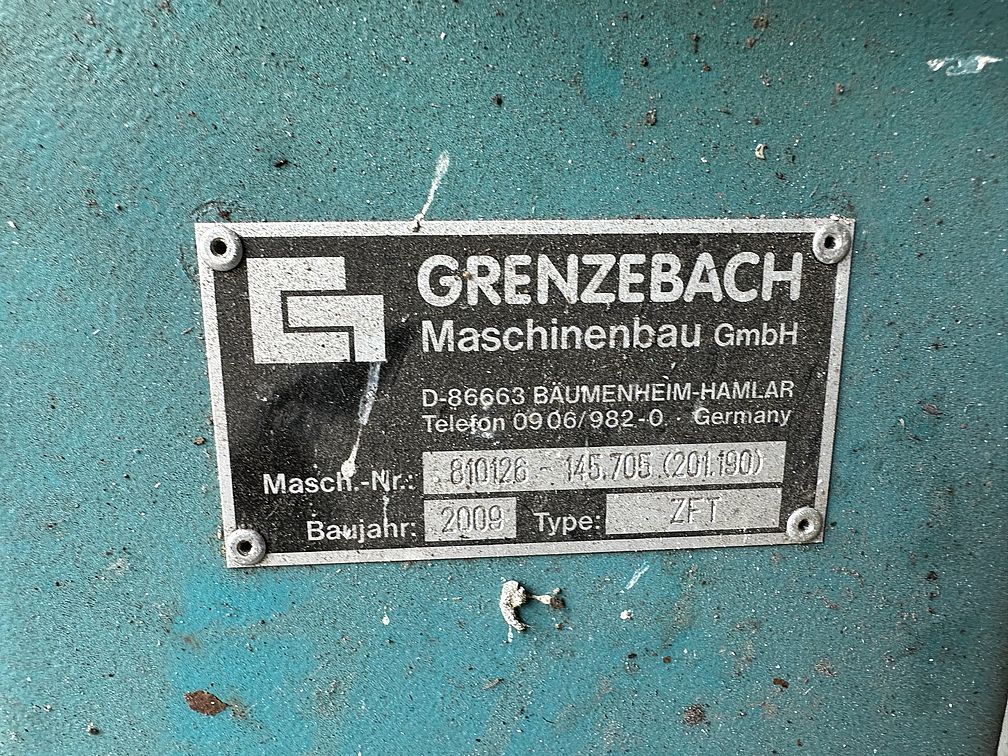 GRENZEBACH
Maschinenbau GmbH
D-86663 BÄUMENHEIM-HAMLAR
Telefon 0906/982-0 · Germany
Masch.-Nr.: 810126 - 145.705 (201.190)
Baujahr: 2009 Type: ZFT